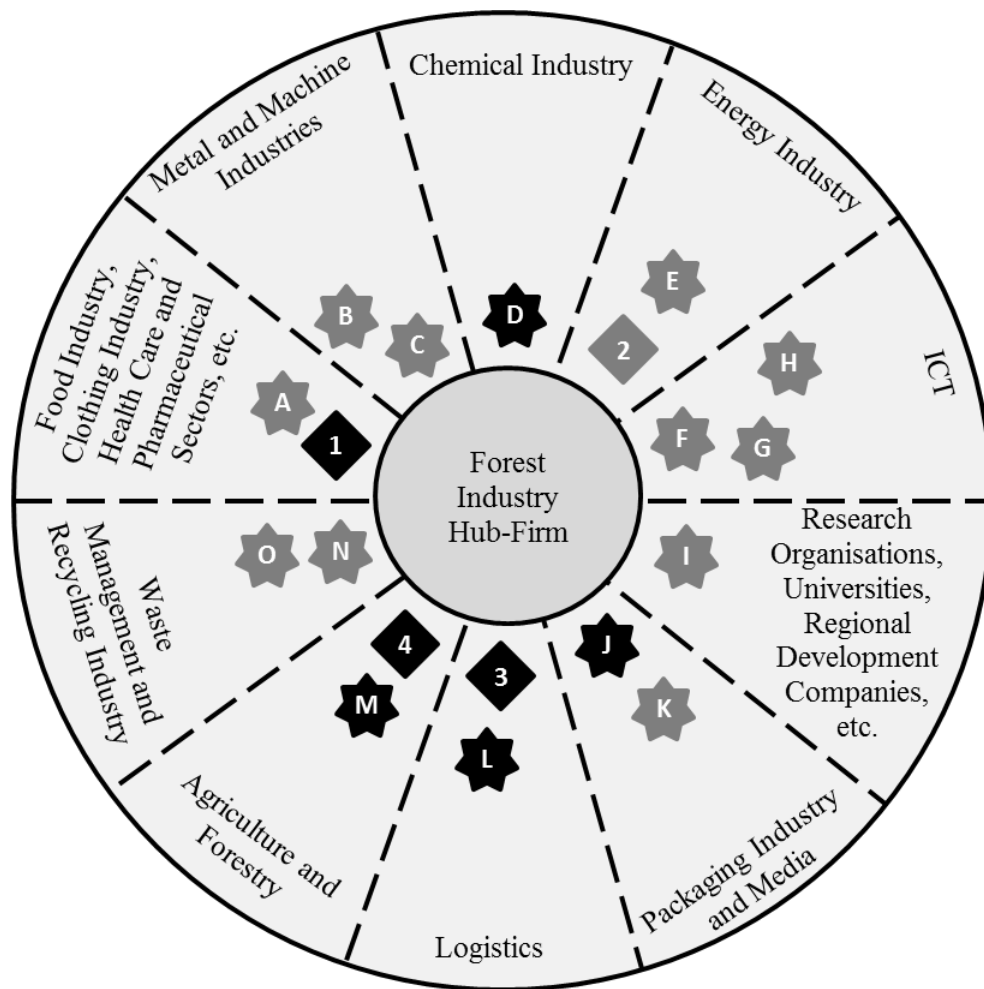 Chemical Industry
Energy Industry
ICT
Research
Organisations,
Universities,
Regional
Development
Companies,
etc.
Packaging Industry
and Media
Logistics
Agriculture and
Forestry
Waste
Management and
Recycling Industry
Food Industry,
Clothing Industry,
Health Care and
Pharmaceutical
Sectors, etc.
Metal and Machine
Industries
Forest
Industry
Hub-Firm
A
1
B
C
D
E
2
F
G
H
I
J
K
3
L
4
M
N
O